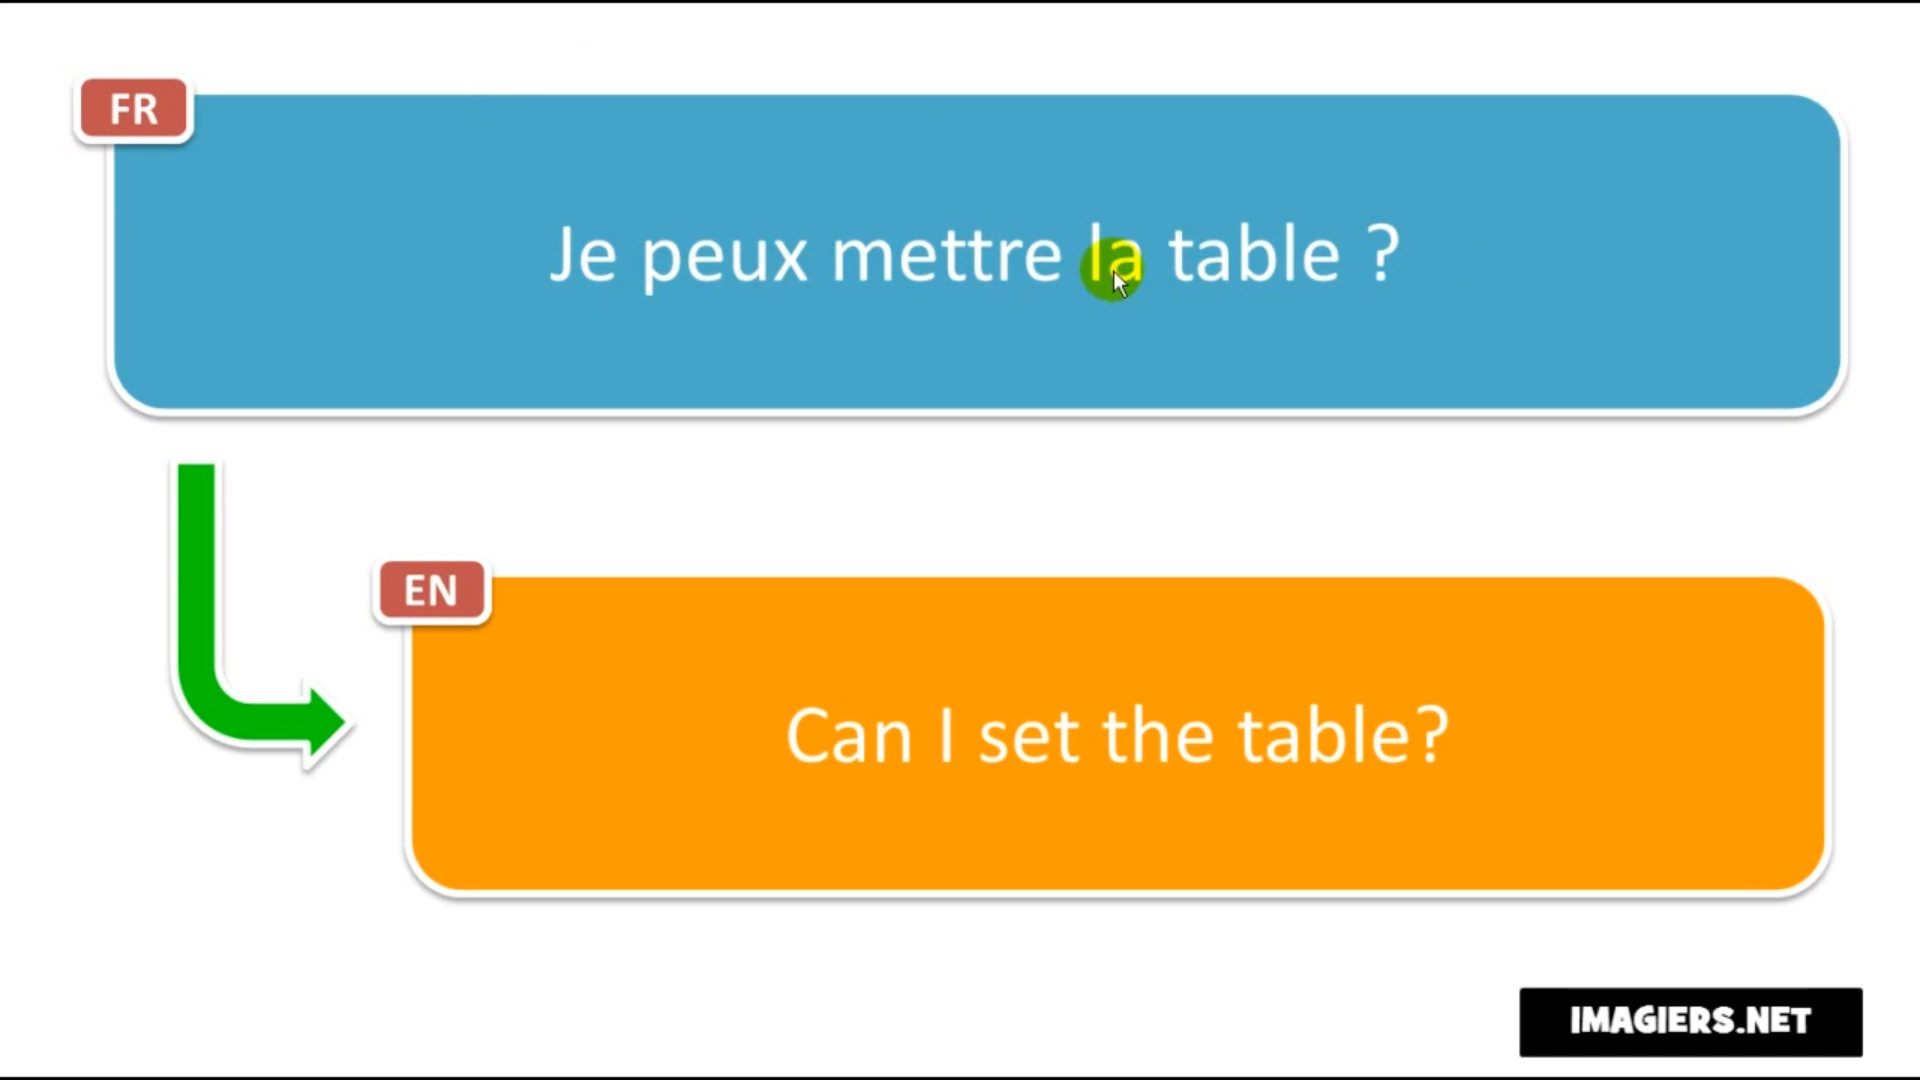 FR
Je peux mettre la table ?
EN
Can I set the table?
IMAGIERS.NET